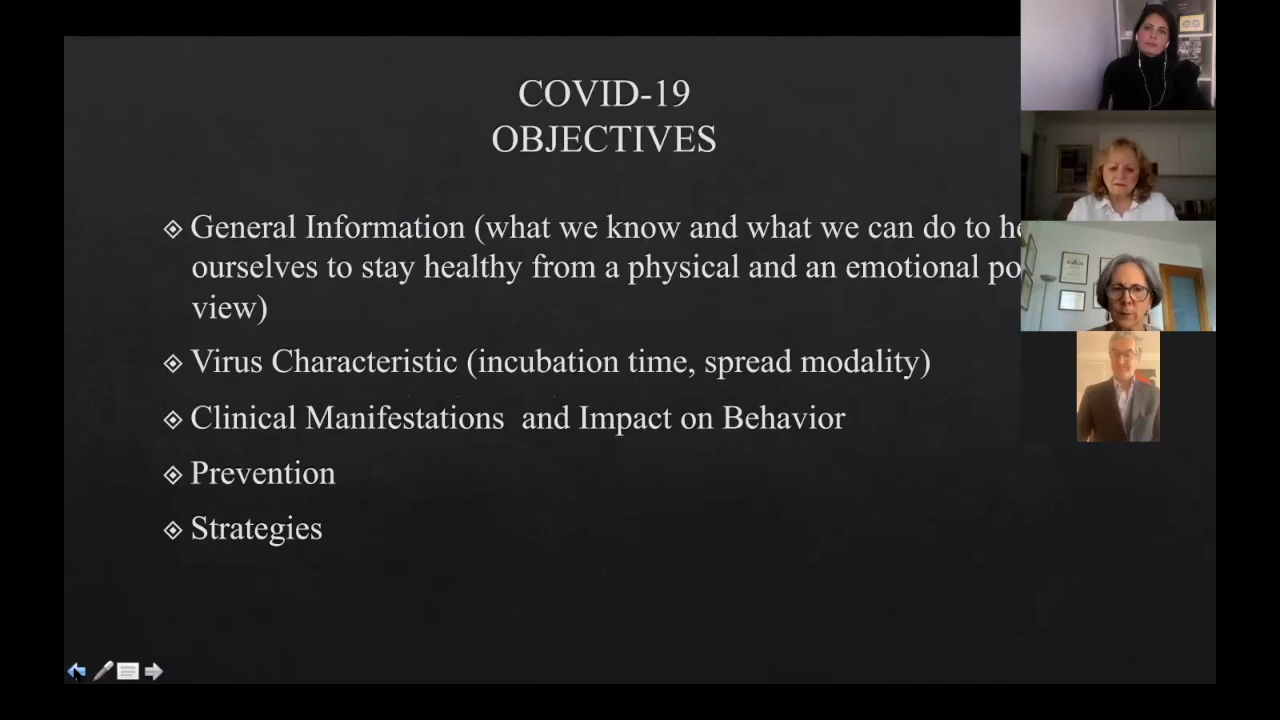 COVID-19
OBJECTIVES
General Information (what we know and what we can do to
ourselves to stay healthy from a physical and an emotional
view)
Virus Characteristic (incubation time, spread modality)
Clinical Manifestations and Impact on Behavior
Prevention
Strategies